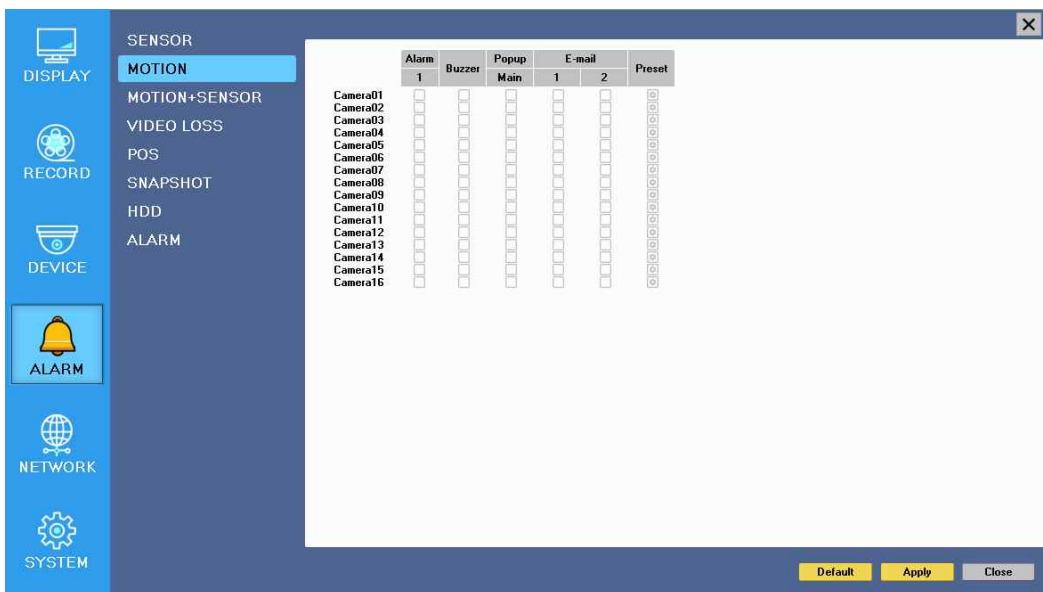 DISPLAY
RECORD
DEVICE
ALARM
NETWORK
SYSTEM
SENSOR
MOTION
MOTION+SENSOR
VIDEO LOSS
POS
SNAPSHOT
HDD
ALARM
Alarm Buzzer Popup E-mail Preset
1 Main 1 2
Camera01
Camera02
Camera03
Camera04
Camera05
Camera06
Camera07
Camera08
Camera09
Camera10
Camera11
Camera12
Camera13
Camera14
Camera15
Camera16
Default Apply Close